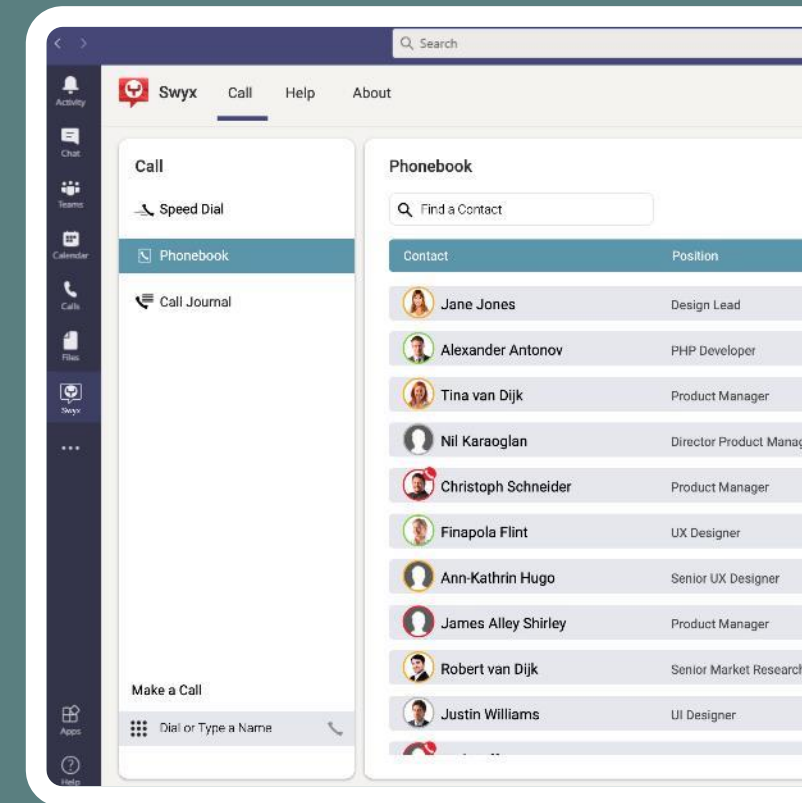 Search
Activity
Chat
Teams
Calendar
Calls
Files
Swyx
Apps
Help
Swyx Call Help About
Call
Speed Dial
Phonebook
Call Journal
Make a Call
Dial or Type a Name
Phonebook
Find a Contact
Contact Position
Jane Jones Design Lead
Alexander Antonov PHP Developer
Tina van Dijk Product Manager
Nil Karaoglan Director Product Manag
Christoph Schneider Product Manager
Finapola Flint UX Designer
Ann-Kathrin Hugo Senior UX Designer
James Alley Shirley Product Manager
Robert van Dijk Senior Market Research
Justin Williams UI Designer